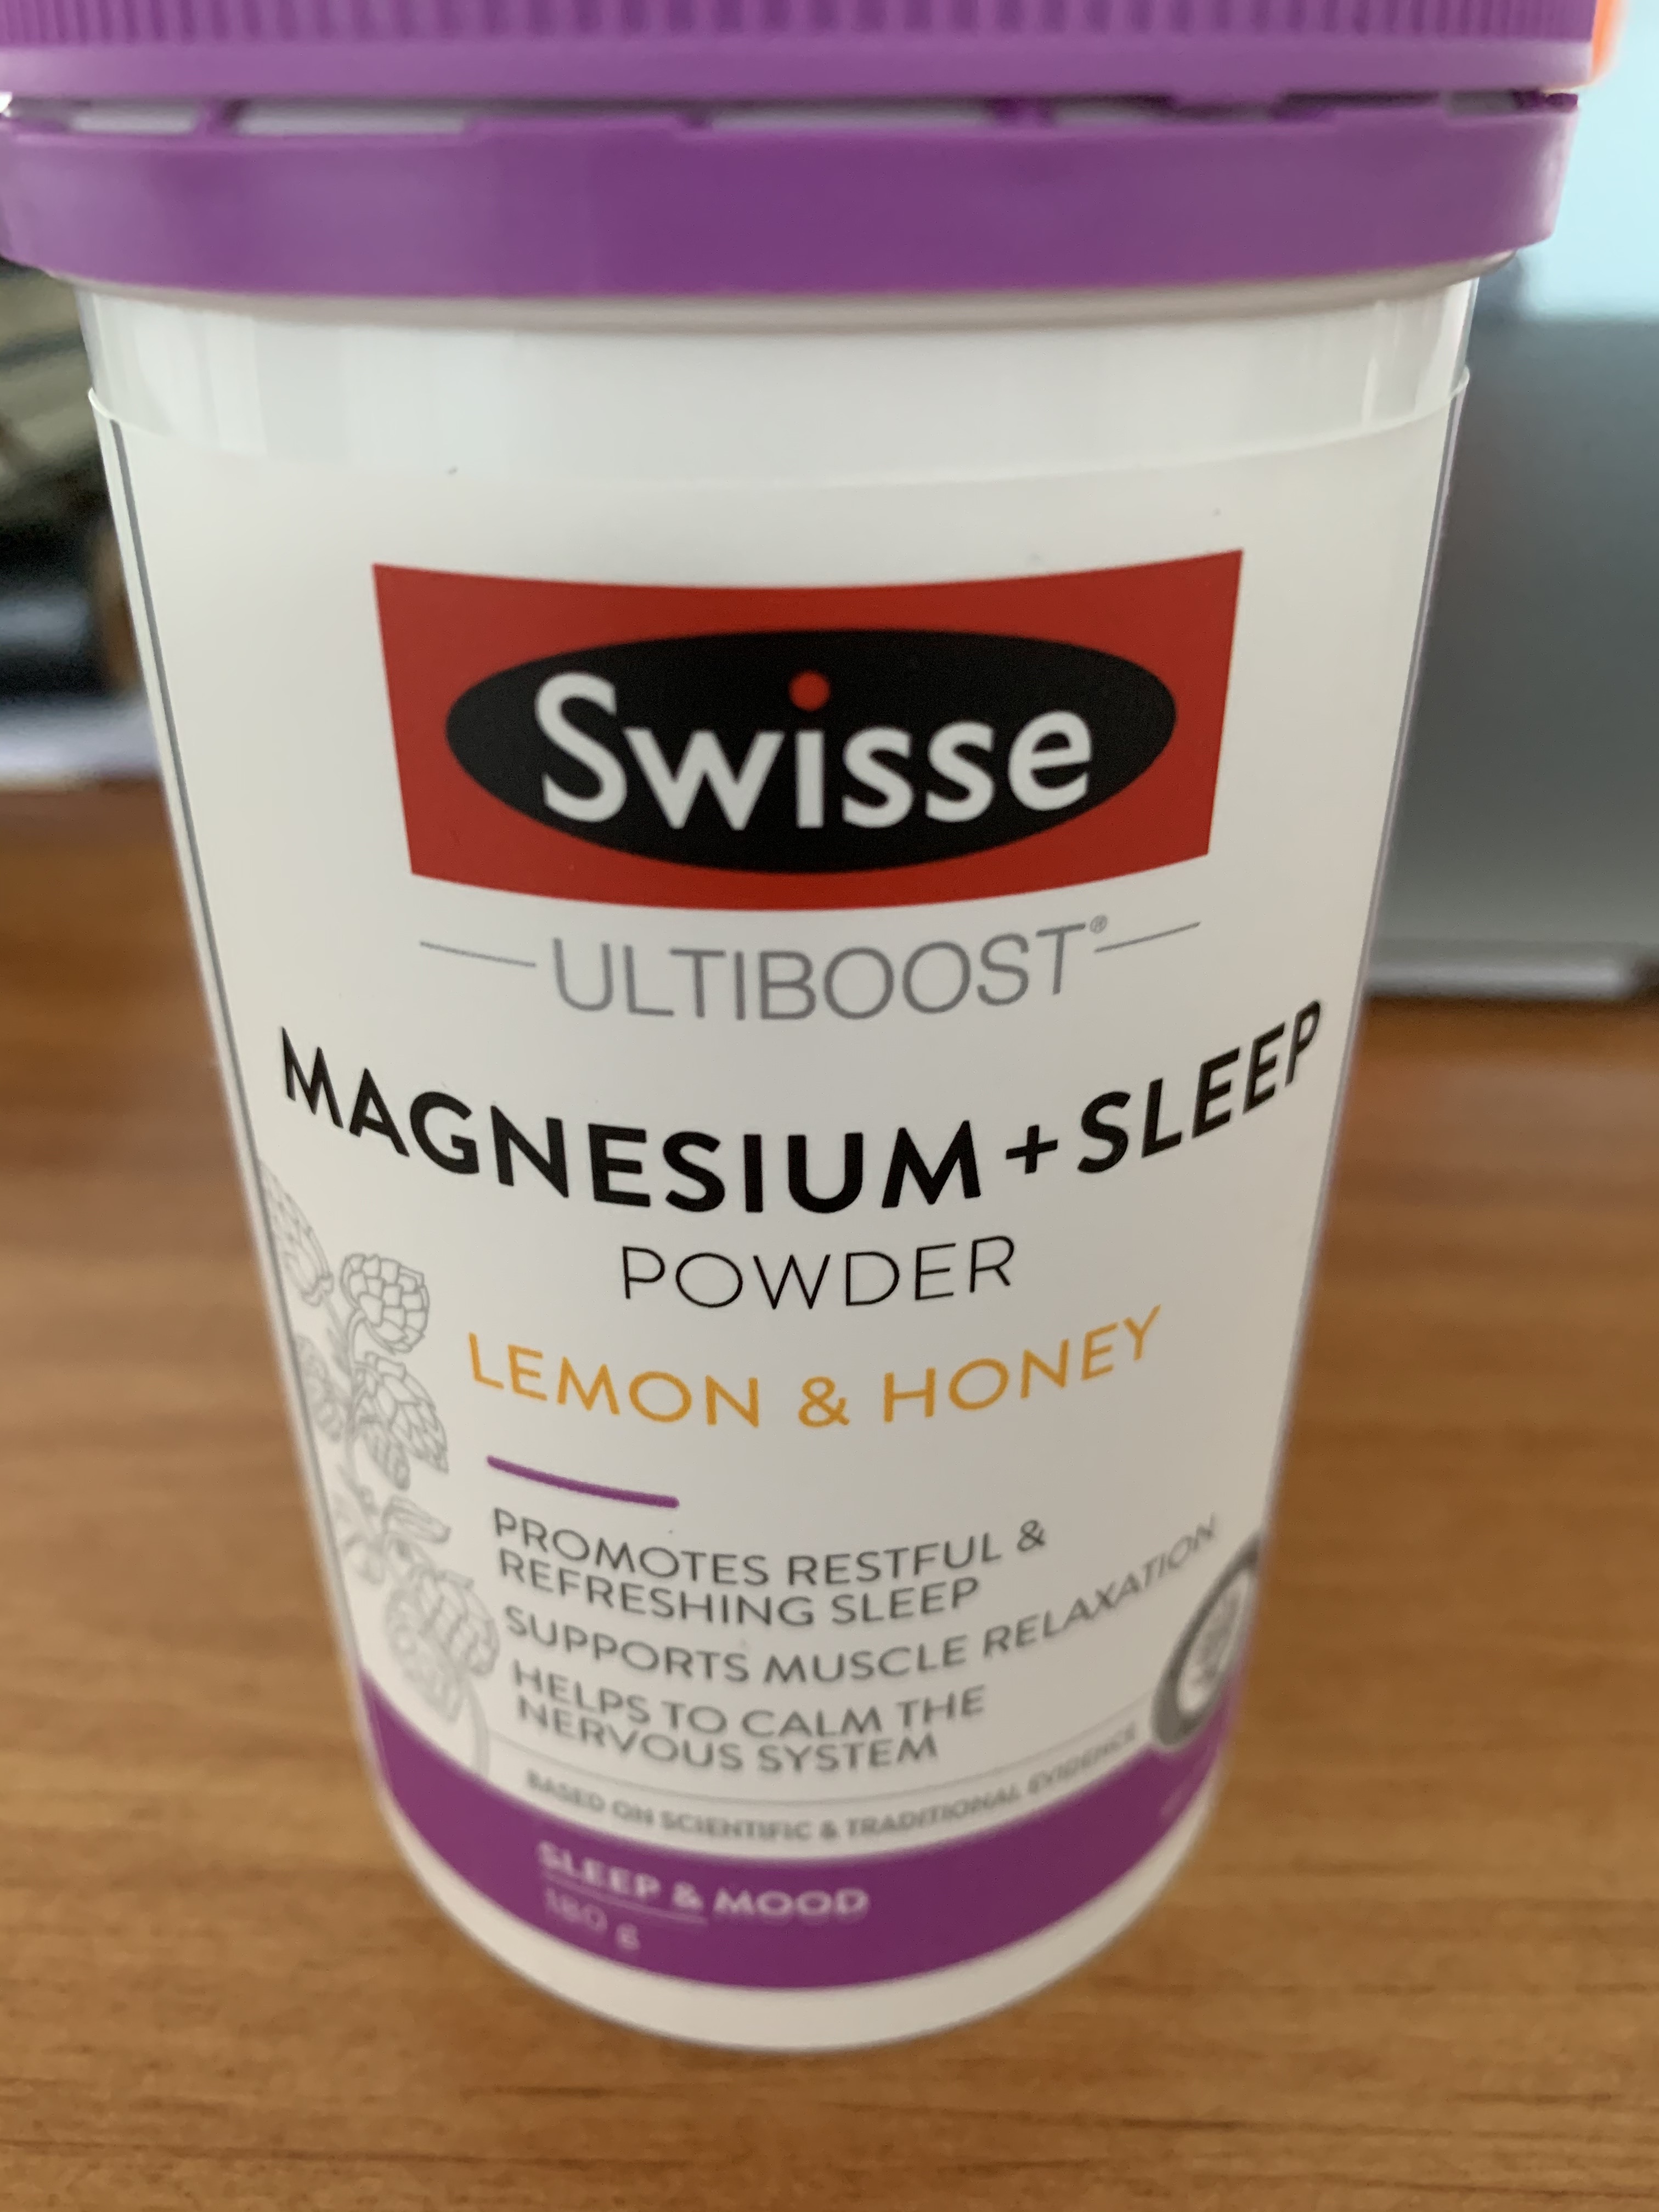 Swisse
ULTIBOOST®
MAGNESIUM + SLEEP
POWDER
LEMON & HONEY
PROMOTES RESTFUL &
REFRESHING SLEEP
SUPPORTS MUSCLE RELAXATION
HELPS TO CALM THE
NERVOUS SYSTEM
BASED ON SCIENTIFIC & TRADITIONAL EVIDENCE
SLEEP & MOOD
180 g